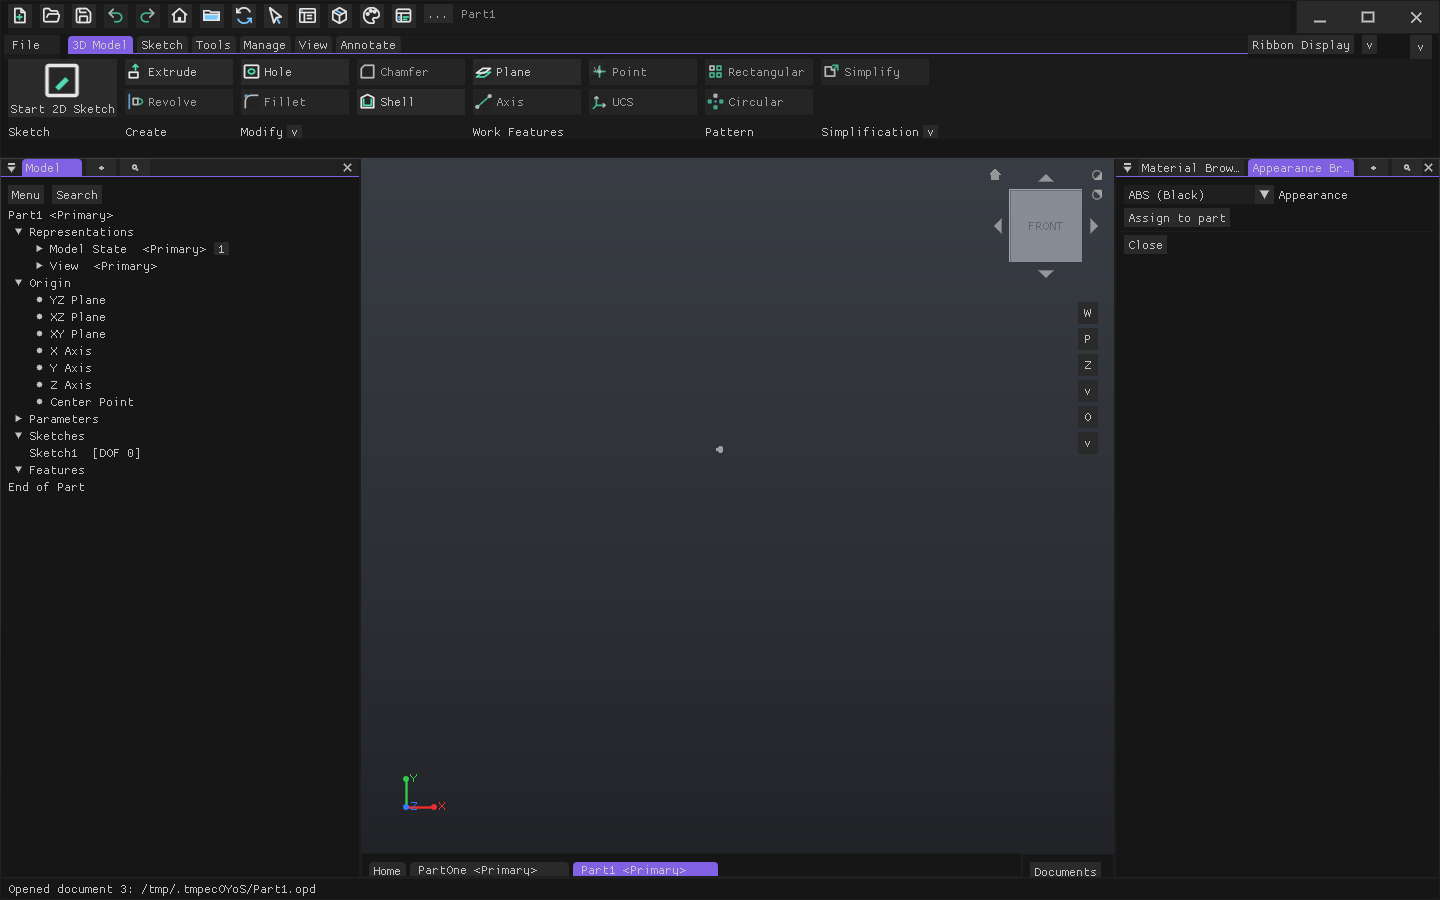 ... Part1
File 3D Model Sketch Tools Manage View Annotate Ribbon Display v v
Start 2D Sketch
Extrude Hole Chamfer Plane Point Rectangular Simplify
Revolve Fillet Shell Axis UCS Circular
Sketch Create Modify v Work Features Pattern Simplification v
Model
Menu Search
Part1 <Primary>
Representations
Model State <Primary> 1
View <Primary>
Origin
YZ Plane
XZ Plane
XY Plane
X Axis
Y Axis
Z Axis
Center Point
Parameters
Sketches
Sketch1 [DOF 0]
Features
End of Part
FRONT
W
P
Z
v
O
v
Y
Z X
Material Brow… Appearance Br…
ABS (Black) Appearance
Assign to part
Close
Home PartOne <Primary> Part1 <Primary> Documents
Opened document 3: /tmp/.tmpecOYoS/Part1.opd